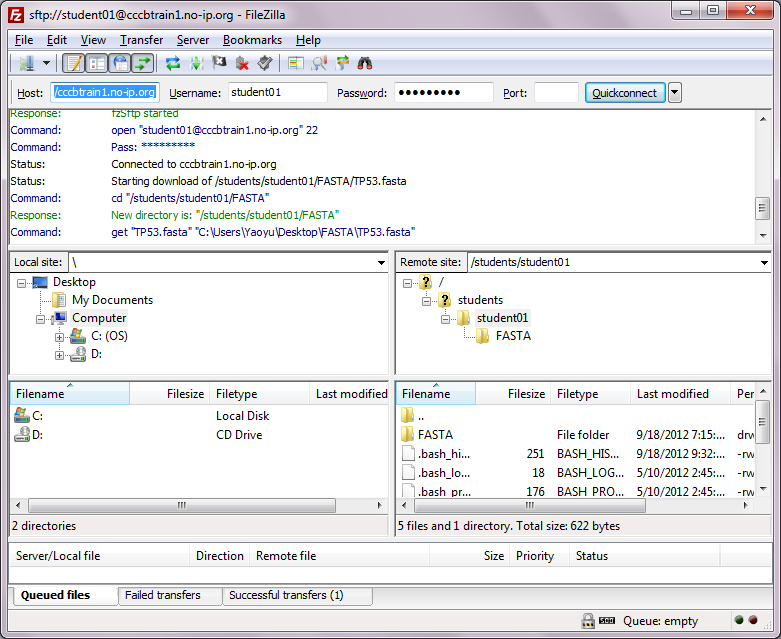 sftp://student01@cccbtrain1.no-ip.org - FileZilla
File Edit View Transfer Server Bookmarks Help
Host: /cccbtrain1.no-ip.org Username: student01 Password: ●●●●●●●●● Port: Quickconnect
Response: fzSftp started
Command: open "student01@cccbtrain1.no-ip.org" 22
Command: Pass: *********
Status: Connected to cccbtrain1.no-ip.org
Status: Starting download of /students/student01/FASTA/TP53.fasta
Command: cd "/students/student01/FASTA"
Response: New directory is: "/students/student01/FASTA"
Command: get "TP53.fasta" "C:\Users\Yaoyu\Desktop\FASTA\TP53.fasta"
Local site: \
Desktop
My Documents
Computer
C: (OS)
D:
Remote site: /students/student01
/
students
student01
FASTA
Filename Filesize Filetype Last modified
C: Local Disk
D: CD Drive
2 directories
Filename Filesize Filetype Last modified Per
..
FASTA File folder 9/18/2012 7:15:... drw
.bash_hi... 251 BASH_HIS... 9/18/2012 9:32:... -rw
.bash_lo... 18 BASH_LOG... 5/10/2012 2:45:... -rw
.bash_pr... 176 BASH_PRO... 5/10/2012 2:45:... -rw
5 files and 1 directory. Total size: 622 bytes
Server/Local file Direction Remote file Size Priority Status
Queued files Failed transfers Successful transfers (1)
Queue: empty